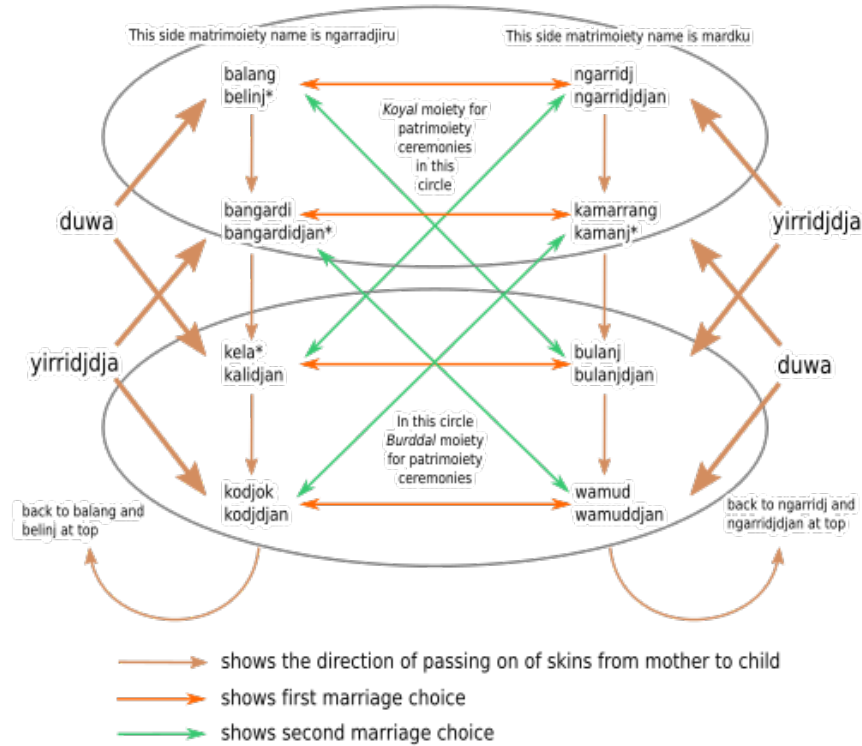 This side matrimoiety name is ngarradjiru
This side matrimoiety name is mardku
balang
belinj*
ngarridj
ngarridjdjan
Koyal moiety for
patrimoiety
ceremonies
in this
circle
duwa
bangardi
bangardidjan*
kamarrang
kamanj*
yirridjdja
yirridjdja
kela*
kalidjan
bulanj
bulanjdjan
duwa
In this circle
Burddal moiety
for patrimoiety
ceremonies
kodjok
kodjdjan
wamud
wamuddjan
back to balang and
belinj at top
back to ngarridj and
ngarridjdjan at top
shows the direction of passing on of skins from mother to child
shows first marriage choice
shows second marriage choice